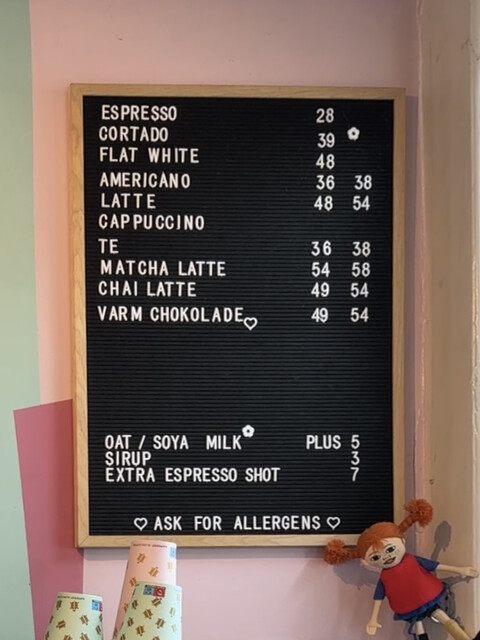 ESPRESSO 28
CORTADO 39
FLAT WHITE 48
AMERICANO 36 38
LATTE 48 54
CAPPUCCINO
TE 36 38
MATCHA LATTE 54 58
CHAI LATTE 49 54
VARM CHOKOLADE 49 54
OAT / SOYA MILK PLUS 5
SIRUP 3
EXTRA ESPRESSO SHOT 7
ASK FOR ALLERGENS